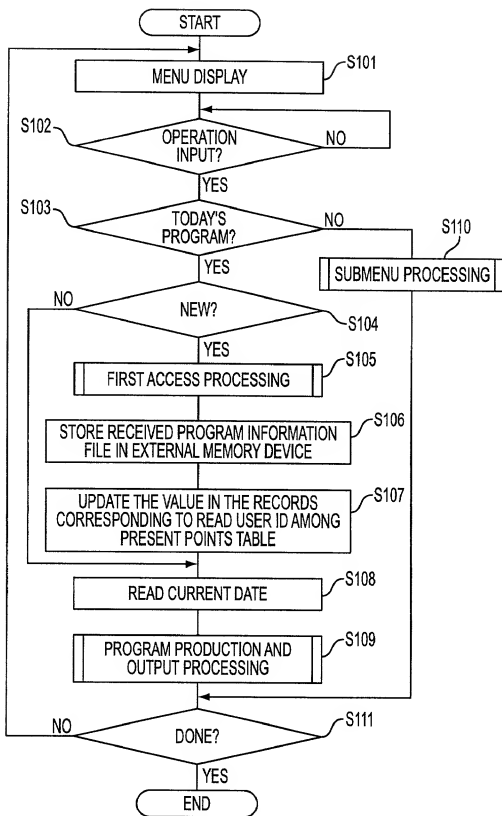 START
MENU DISPLAY
S101
S102
OPERATION
INPUT?
NO
YES
S103
TODAY'S
PROGRAM?
NO
S110
SUBMENU PROCESSING
YES
NO
NEW?
S104
YES
S105
FIRST ACCESS PROCESSING
S106
STORE RECEIVED PROGRAM INFORMATION
FILE IN EXTERNAL MEMORY DEVICE
S107
UPDATE THE VALUE IN THE RECORDS
CORRESPONDING TO READ USER ID AMONG
PRESENT POINTS TABLE
S108
READ CURRENT DATE
S109
PROGRAM PRODUCTION AND
OUTPUT PROCESSING
NO
DONE?
S111
YES
END